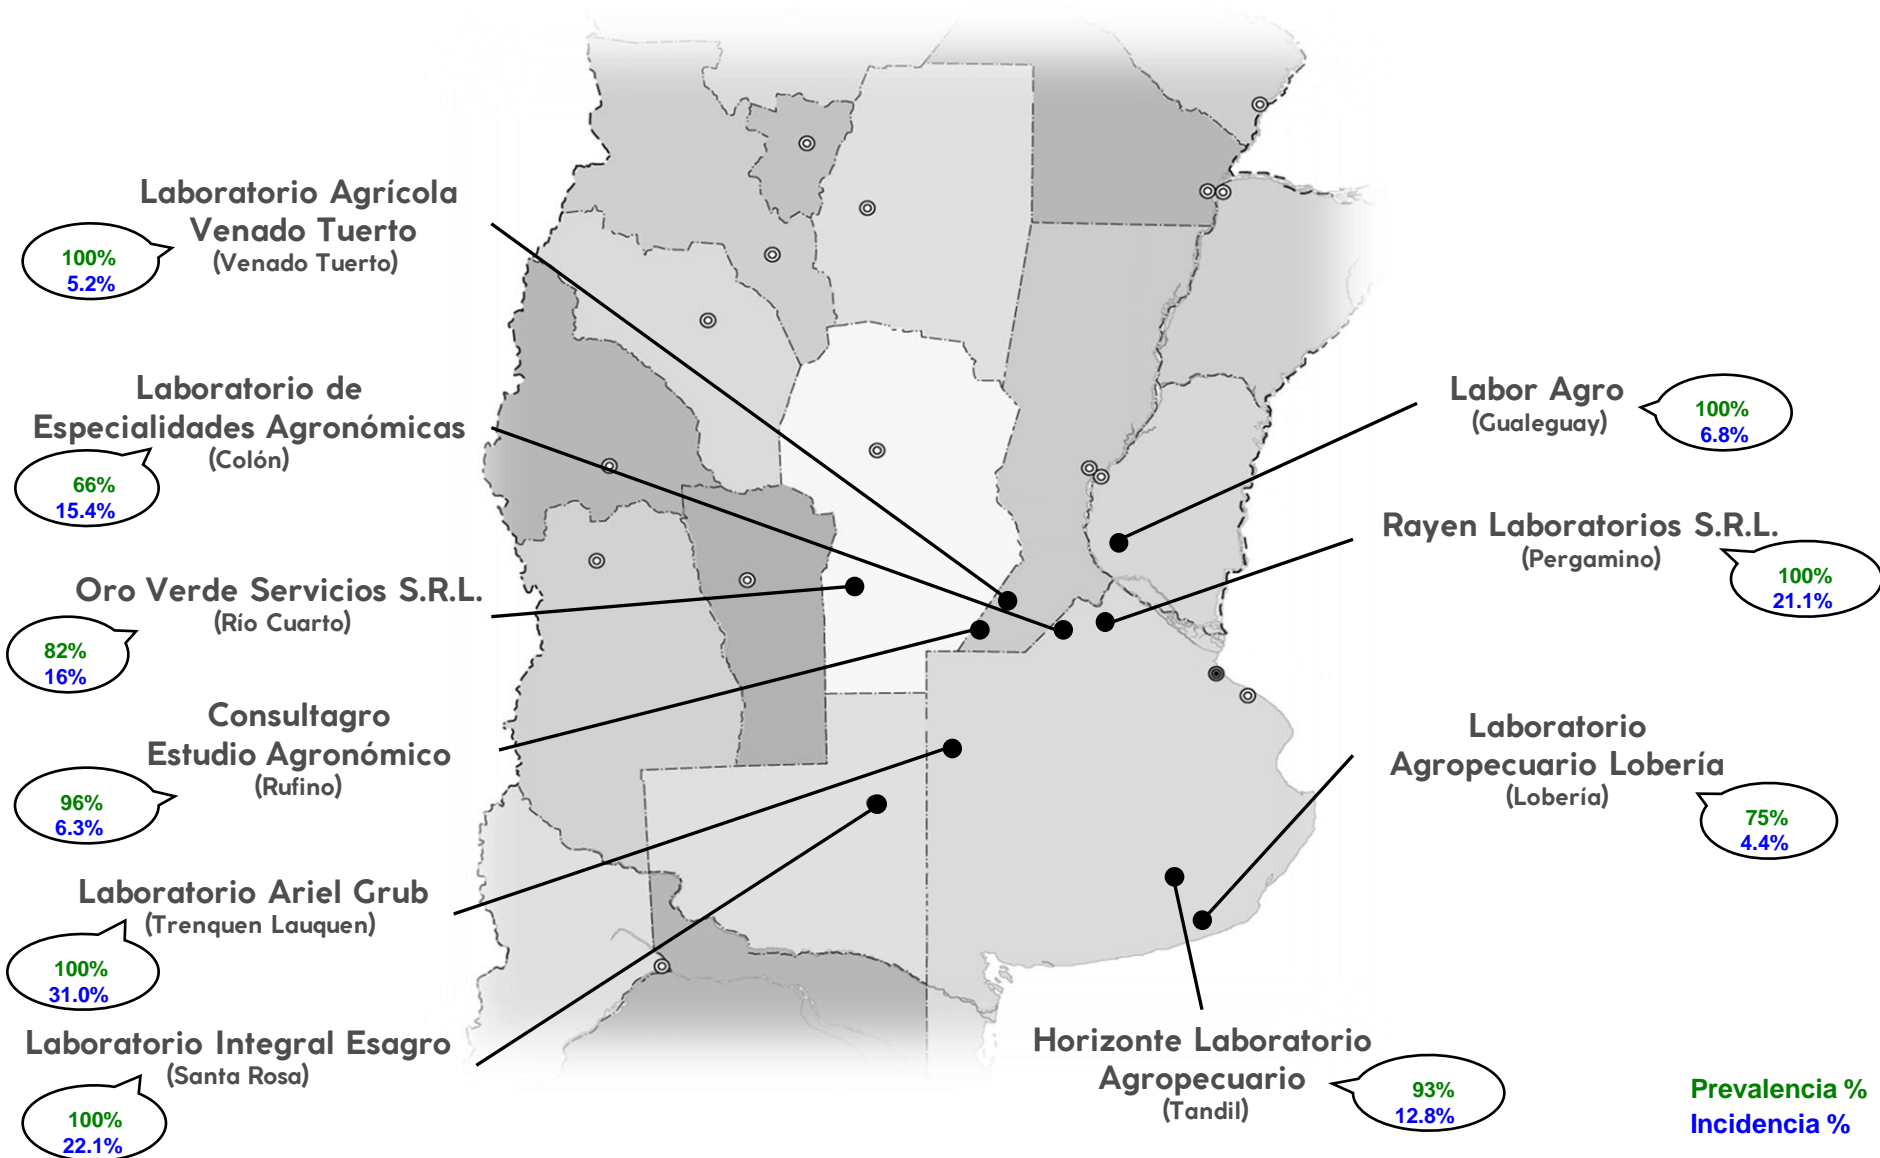 Laboratorio Agrícola
Venado Tuerto
(Venado Tuerto)
100%
5.2%
Laboratorio de
Especialidades Agronómicas
(Colón)
66%
15.4%
Oro Verde Servicios S.R.L.
(Río Cuarto)
82%
16%
Consultagro
Estudio Agronómico
(Rufino)
96%
6.3%
Laboratorio Ariel Grub
(Trenquen Lauquen)
100%
31.0%
Laboratorio Integral Esagro
(Santa Rosa)
100%
22.1%
Labor Agro
(Gualeguay)
100%
6.8%
Rayen Laboratorios S.R.L.
(Pergamino)
100%
21.1%
Laboratorio
Agropecuario Lobería
(Lobería)
75%
4.4%
Horizonte Laboratorio
Agropecuario
(Tandil)
93%
12.8%
Prevalencia %
Incidencia %